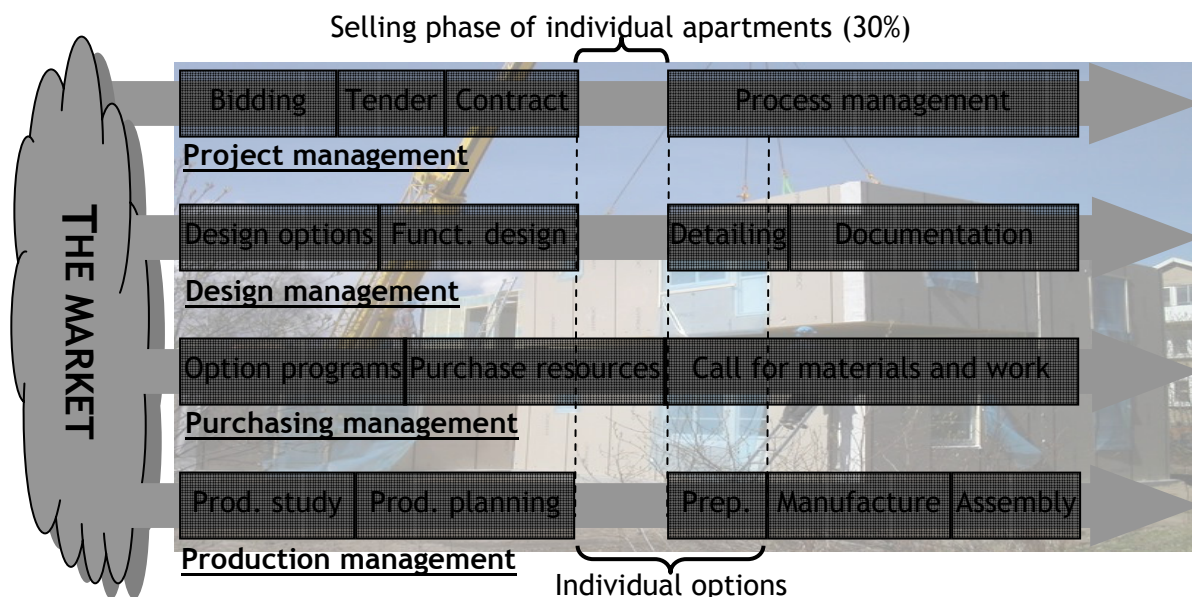 Selling phase of individual apartments (30%)
THE MARKET
Bidding Tender Contract Process management
Project management
Design options Funct. design Detailing Documentation
Design management
Option programs Purchase resources Call for materials and work
Purchasing management
Prod. study Prod. planning Prep. Manufacture Assembly
Production management
Individual options